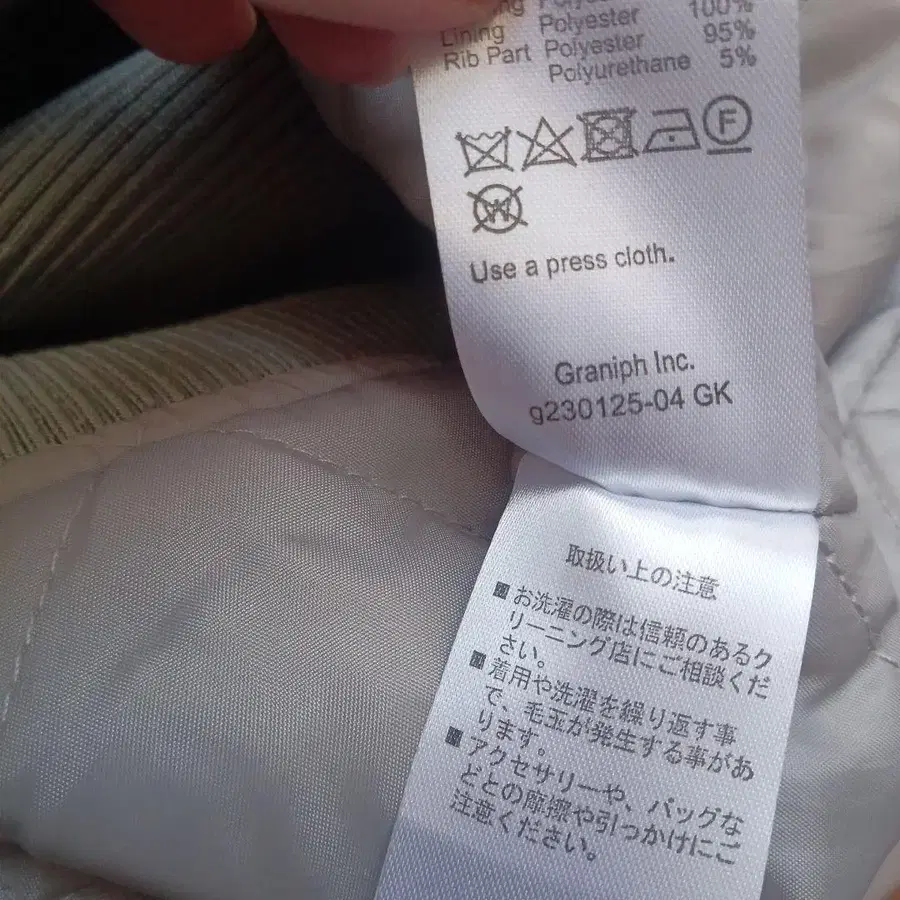 Lining Polyester 100%
Rib Part Polyester 95%
Polyurethane 5%
F
W
Use a press cloth.
Graniph Inc.
g230125-04 GK
取扱い上の注意
■お洗濯の際は信頼のあるク
リーニング店にご相談くだ
さい。
■着用や洗濯を繰り返す事
で、毛玉が発生する事があ
ります。
■アクセサリーや、バッグな
どとの摩擦や引っかけにご
注意ください。